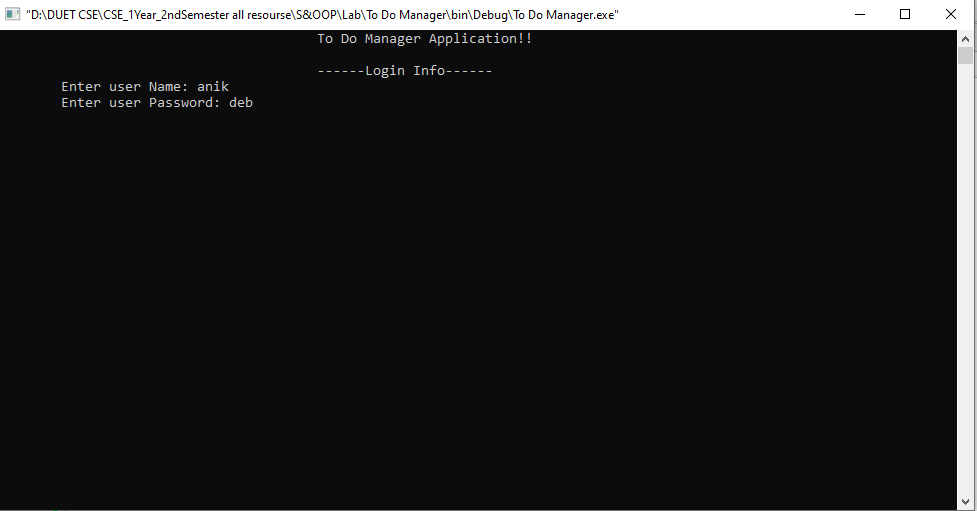 "D:\DUET CSE\CSE_1Year_2ndSemester all resourse\S&OOP\Lab\To Do Manager\bin\Debug\To Do Manager.exe"
To Do Manager Application!!
------Login Info------
Enter user Name: anik
Enter user Password: deb